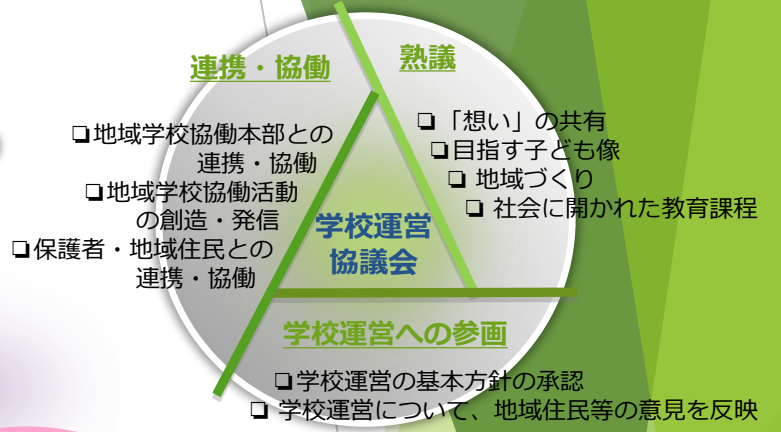 連携・協働
❏地域学校協働本部との
連携・協働
❏地域学校協働活動
の創造・発信
❏保護者・地域住民との
連携・協働
熟議
❏「想い」の共有
❏目指す子ども像
❏ 地域づくり
❏ 社会に開かれた教育課程
学校運営
協議会
学校運営への参画
❏学校運営の基本方針の承認
❏ 学校運営について、地域住民等の意見を反映